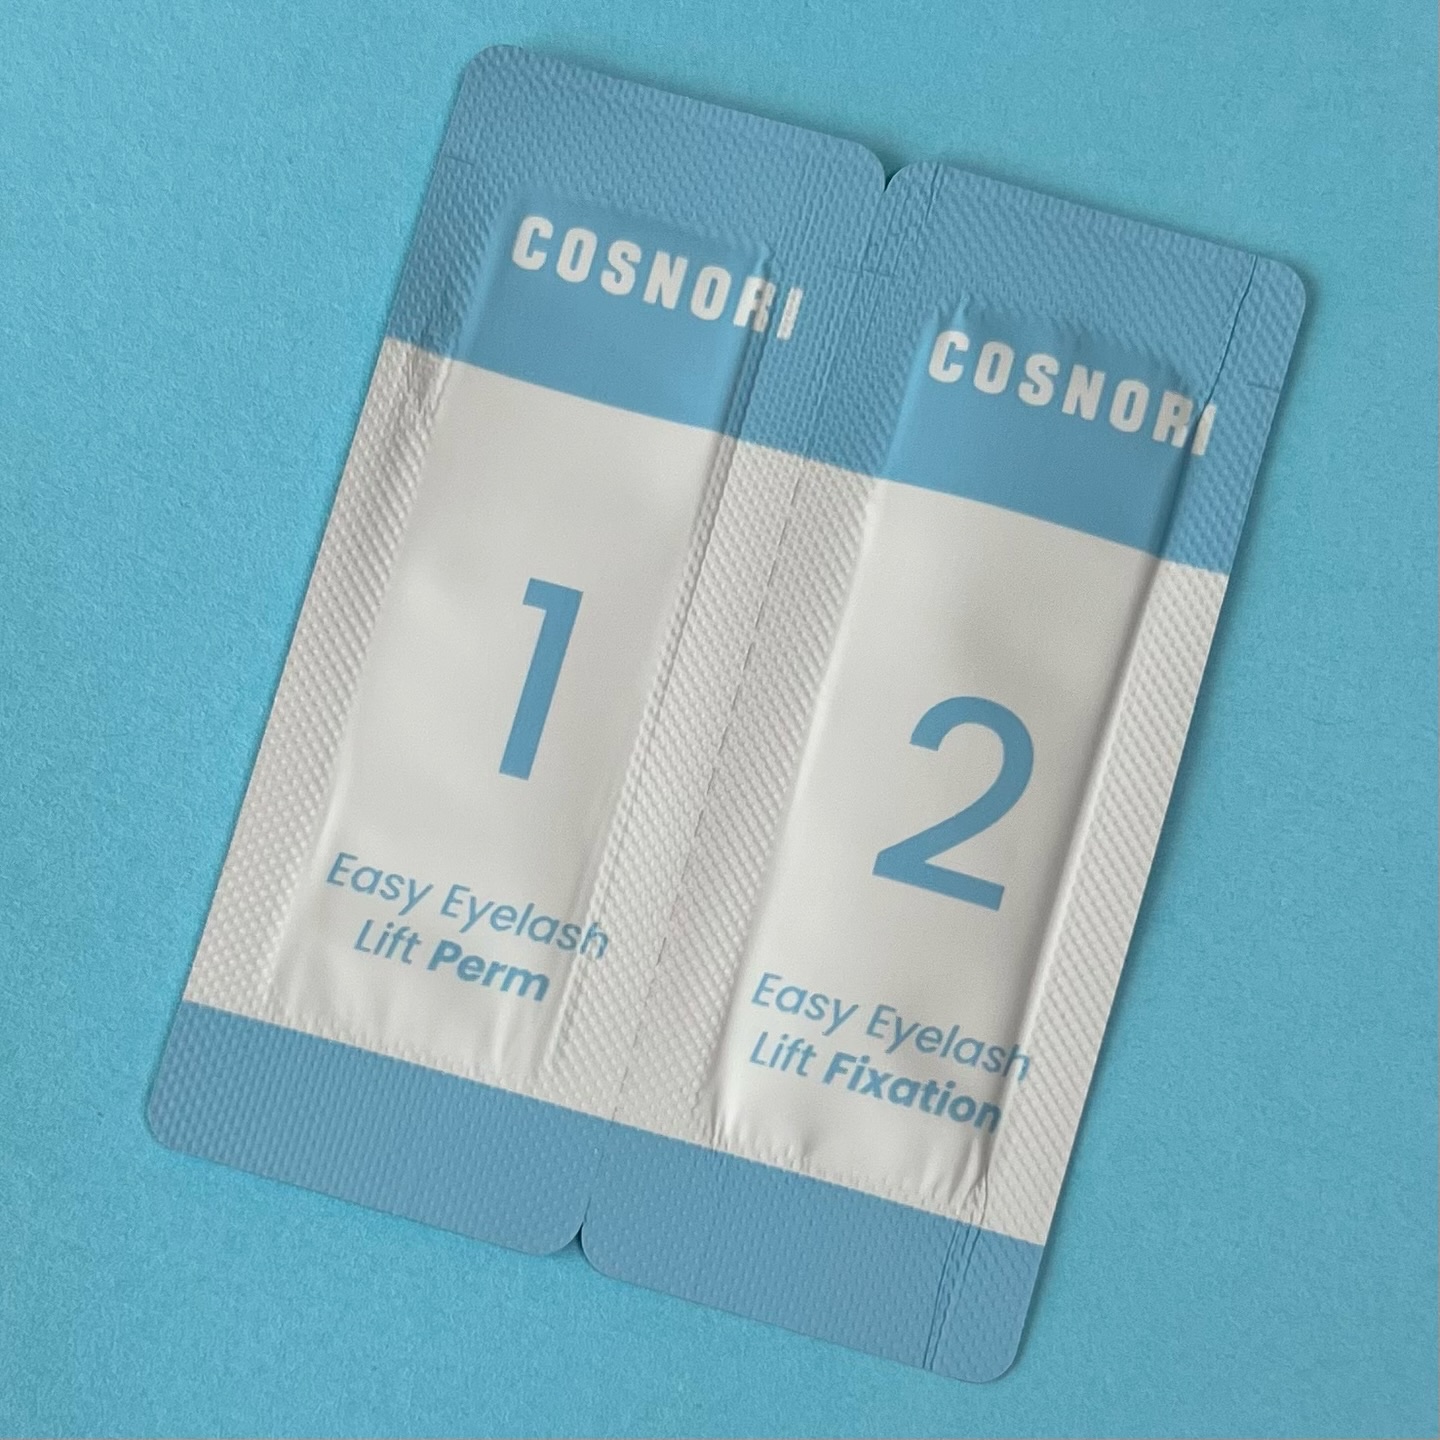 COSNORI
1
Easy Eyelash
Lift Perm
COSNORI
2
Easy Eyelash
Lift Fixation